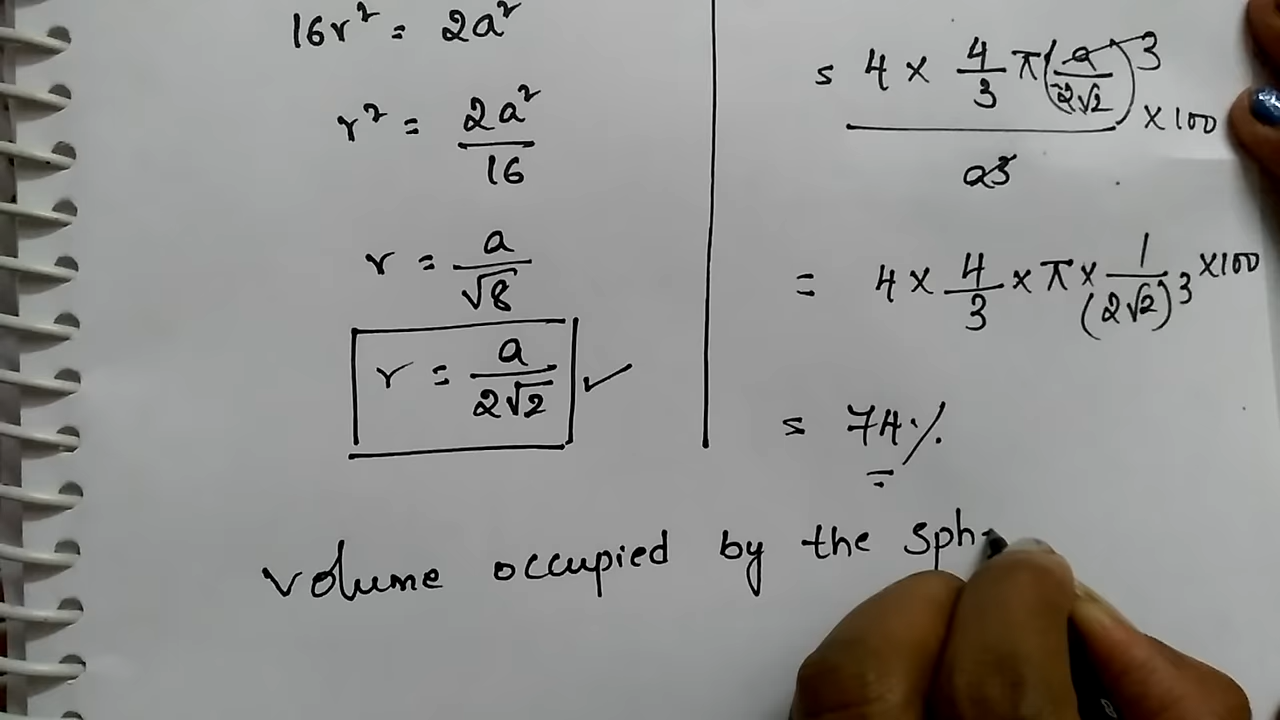 16r² = 2a²
r² = 2a²/16
r = a/√8
r = a/2√2 ✓
= 4 × 4/3 π(a/2√2)³ × 100
a³
= 4 × 4/3 × π × 1/(2√2)³ × 100
= 74%
Volume occupied by the sph